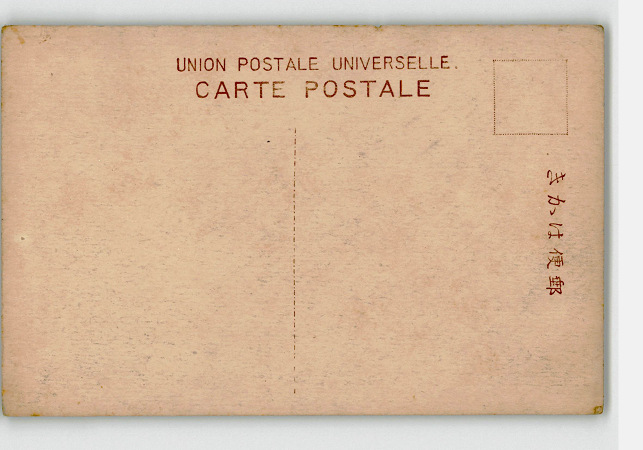 UNION POSTALE UNIVERSELLE.
CARTE POSTALE
きかは便郵